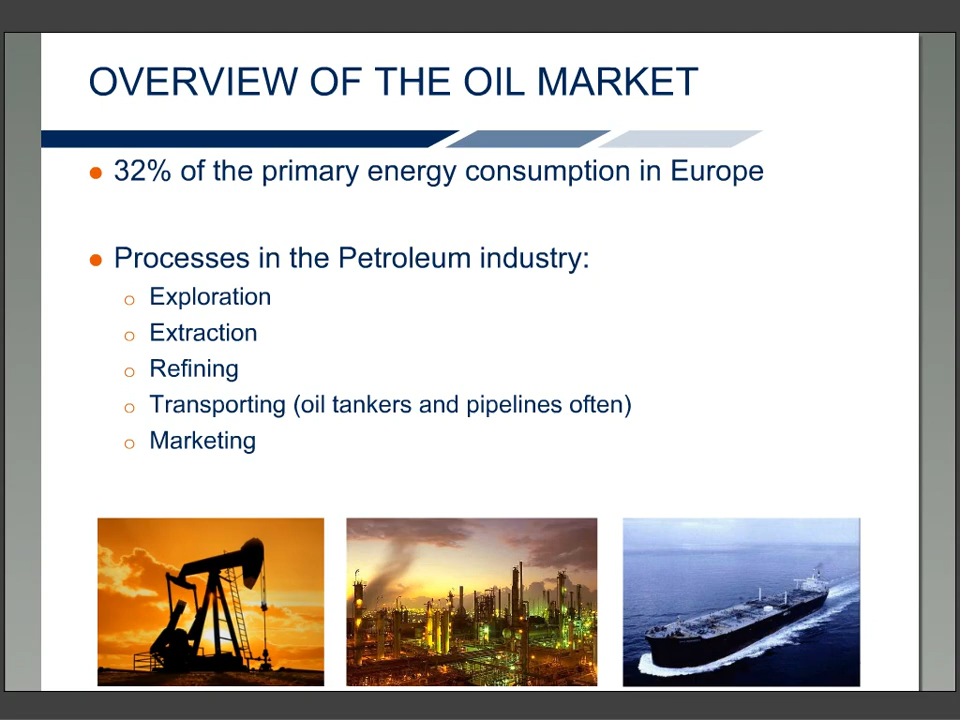 OVERVIEW OF THE OIL MARKET
● 32% of the primary energy consumption in Europe
● Processes in the Petroleum industry:
o Exploration
o Extraction
o Refining
o Transporting (oil tankers and pipelines often)
o Marketing